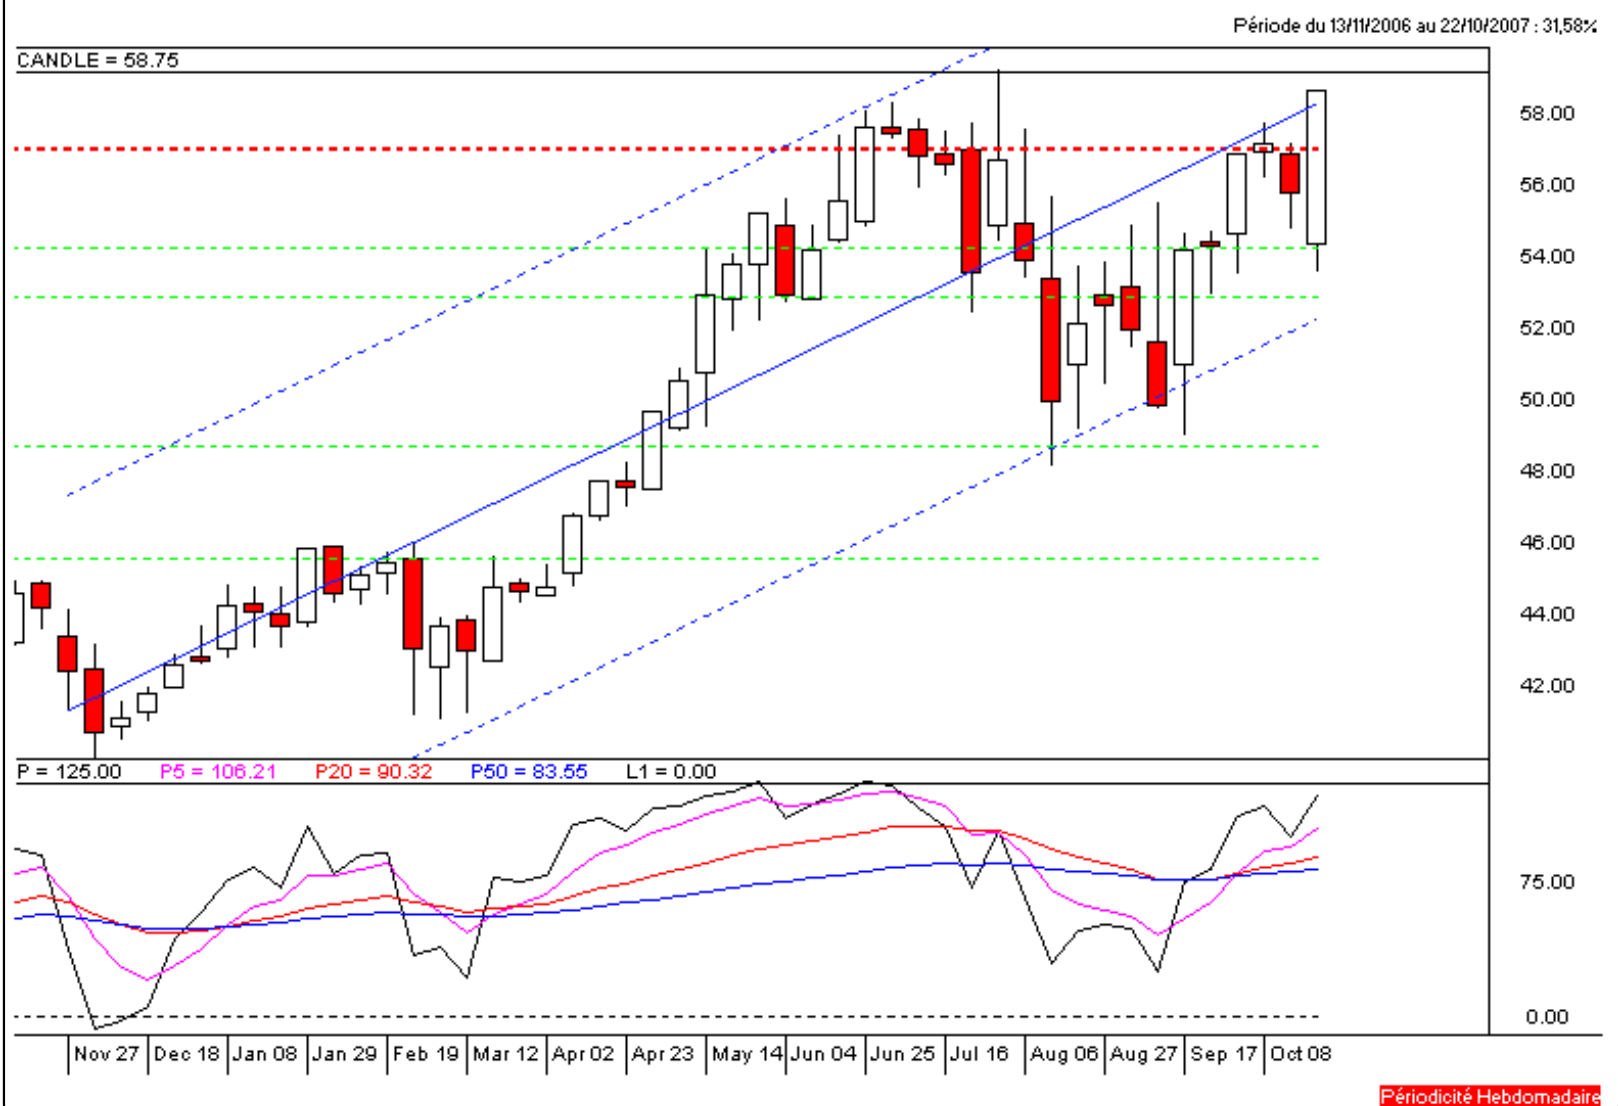 Période du 13/11/2006 au 22/10/2007 : 31,58%
CANDLE = 58.75
58.00
56.00
54.00
52.00
50.00
48.00
46.00
44.00
42.00
P = 125.00 P5 = 106.21 P20 = 90.32 P50 = 83.55 L1 = 0.00
75.00
0.00
Nov 27 Dec 18 Jan 08 Jan 29 Feb 19 Mar 12 Apr 02 Apr 23 May 14 Jun 04 Jun 25 Jul 16 Aug 06 Aug 27 Sep 17 Oct 08
Périodicité Hebdomadaire